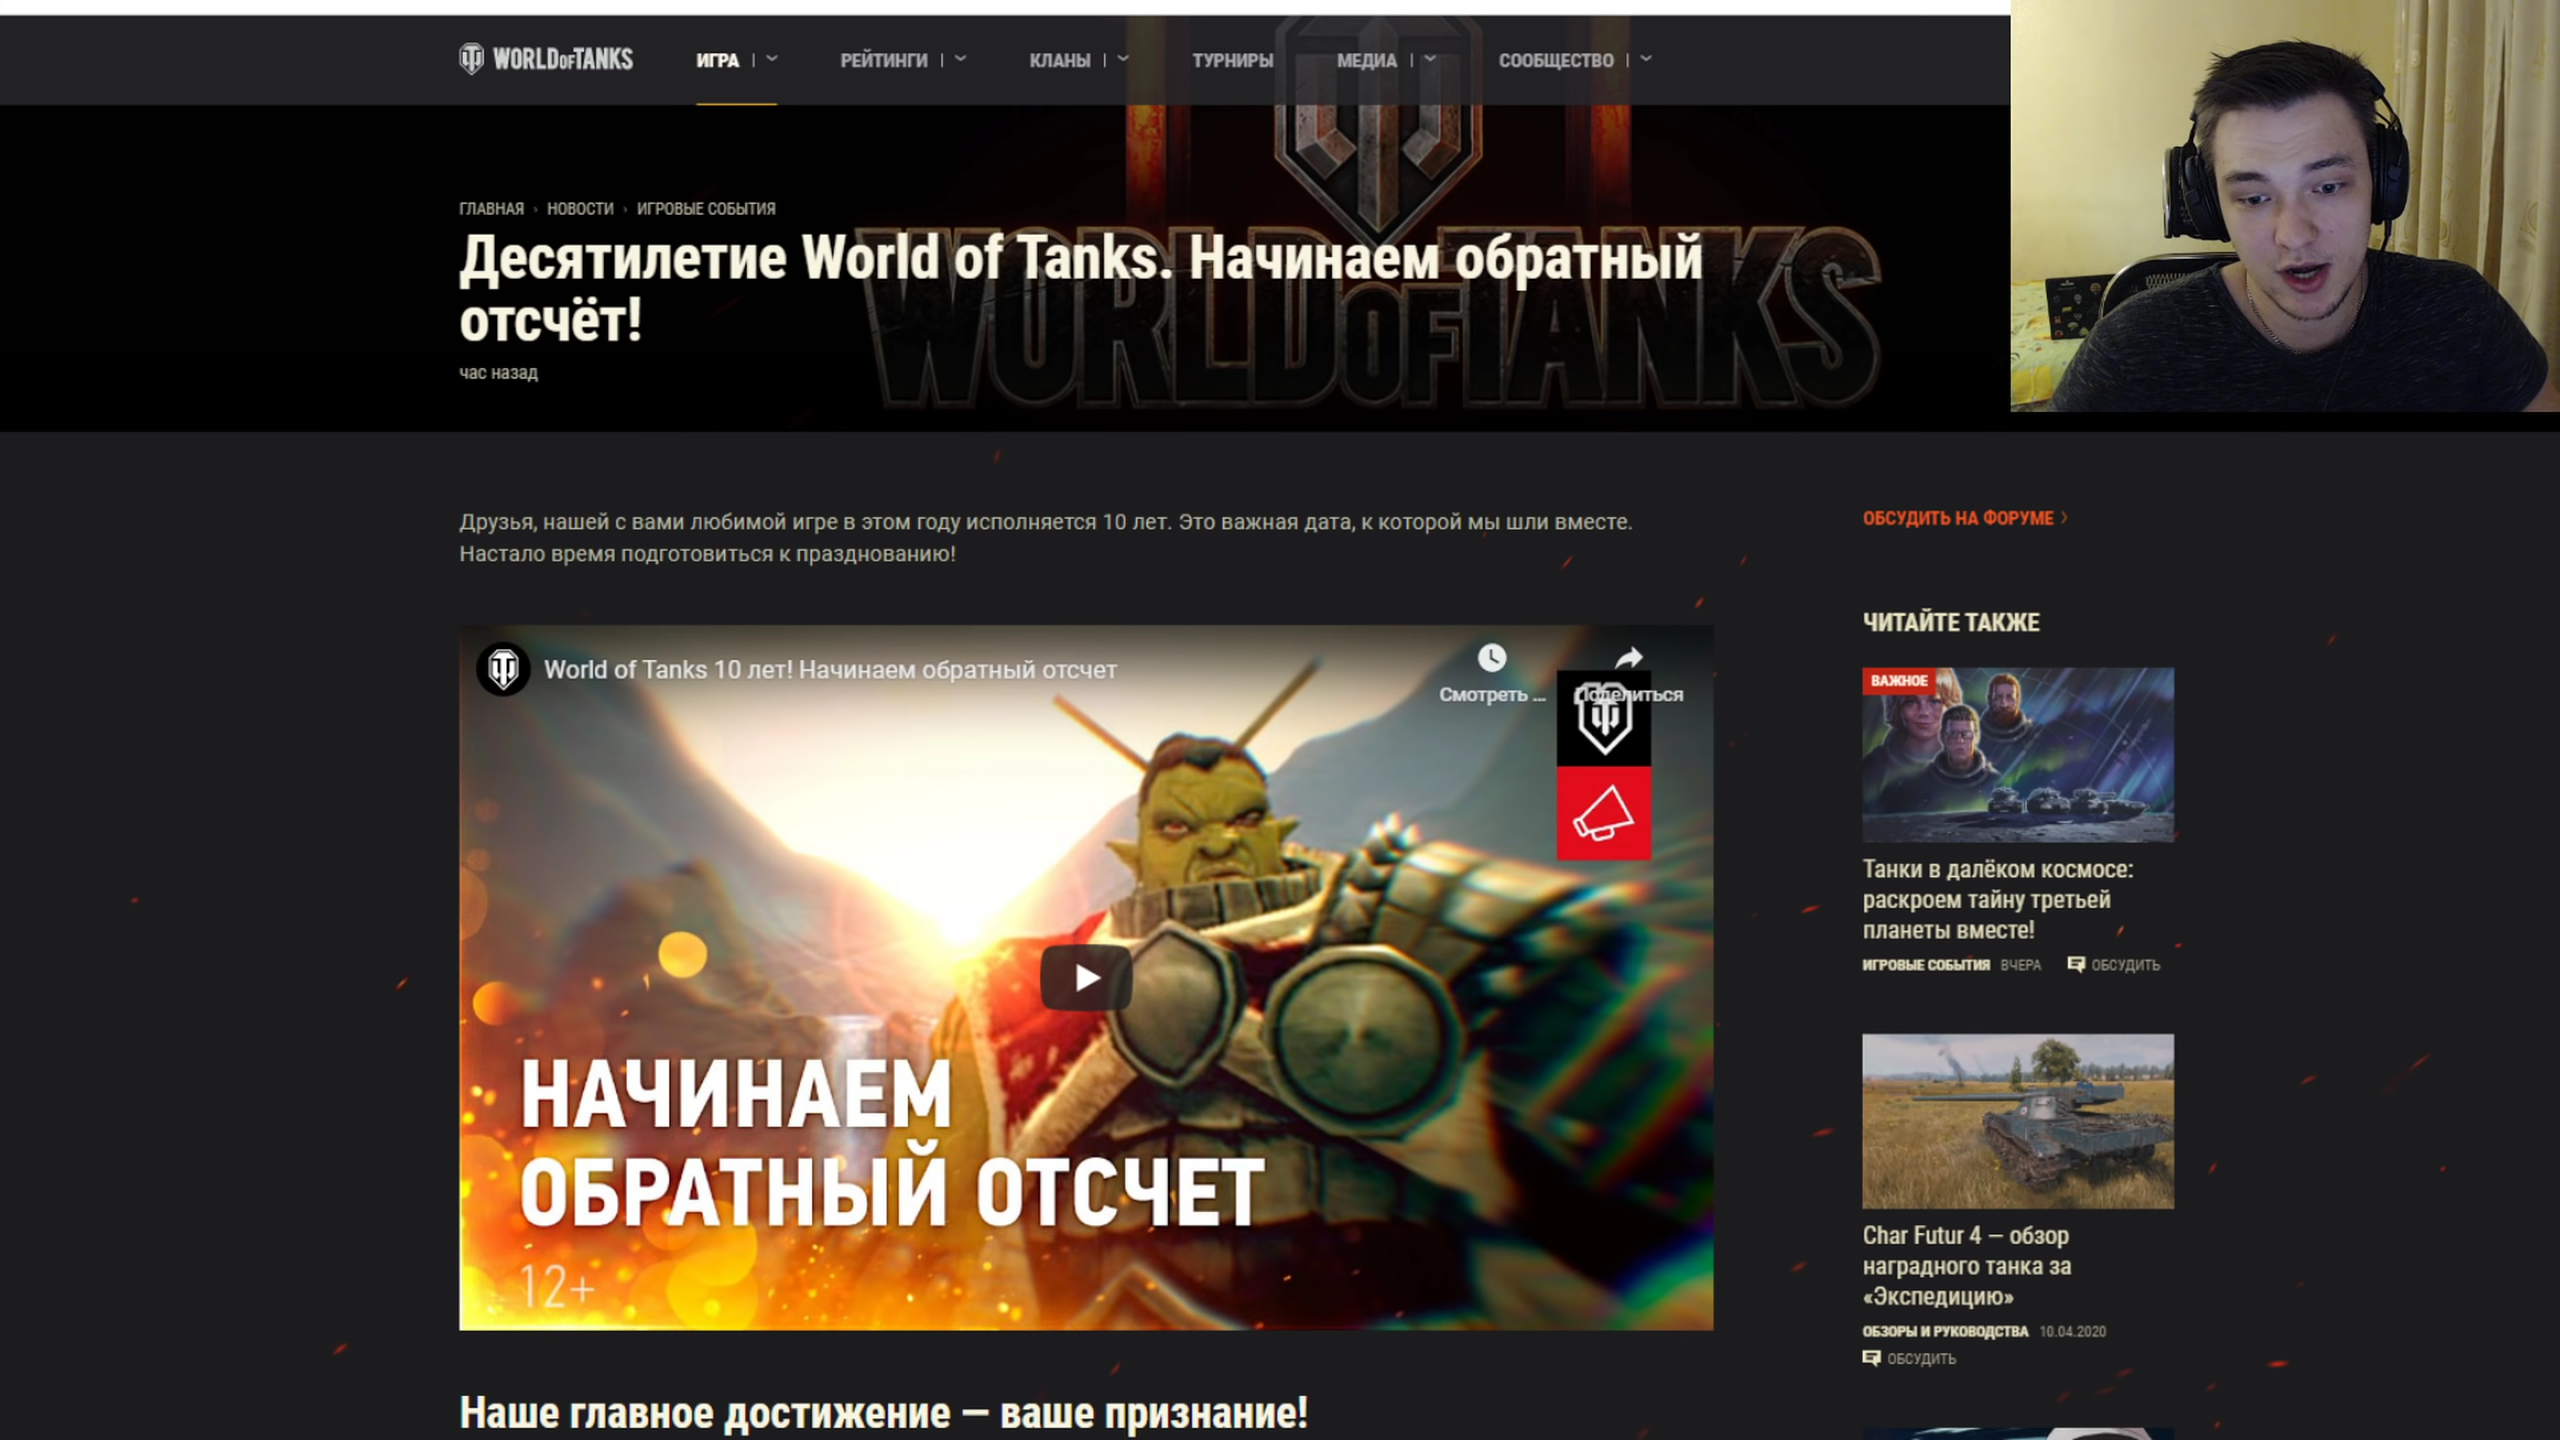 WORLD OF TANKS
ИГРА
РЕЙТИНГИ
КЛАНЫ
ТУРНИРЫ
МЕДИА
СООБЩЕСТВО
ГЛАВНАЯ › НОВОСТИ › ИГРОВЫЕ СОБЫТИЯ
Десятилетие World of Tanks. Начинаем обратный
отсчёт!
час назад
WORLD OF TANKS
Друзья, нашей с вами любимой игре в этом году исполняется 10 лет. Это важная дата, к которой мы шли вместе.
Настало время подготовиться к празднованию!
World of Tanks 10 лет! Начинаем обратный отсчет
Смотреть ...
Поделиться
НАЧИНАЕМ
ОБРАТНЫЙ ОТСЧЕТ
12+
Наше главное достижение — ваше признание!
ОБСУДИТЬ НА ФОРУМЕ ›
ЧИТАЙТЕ ТАКЖЕ
ВАЖНОЕ
Танки в далёком космосе:
раскроем тайну третьей
планеты вместе!
ИГРОВЫЕ СОБЫТИЯ ВЧЕРА ОБСУДИТЬ
Char Futur 4 — обзор
наградного танка за
«Экспедицию»
ОБЗОРЫ И РУКОВОДСТВА 10.04.2020
ОБСУДИТЬ